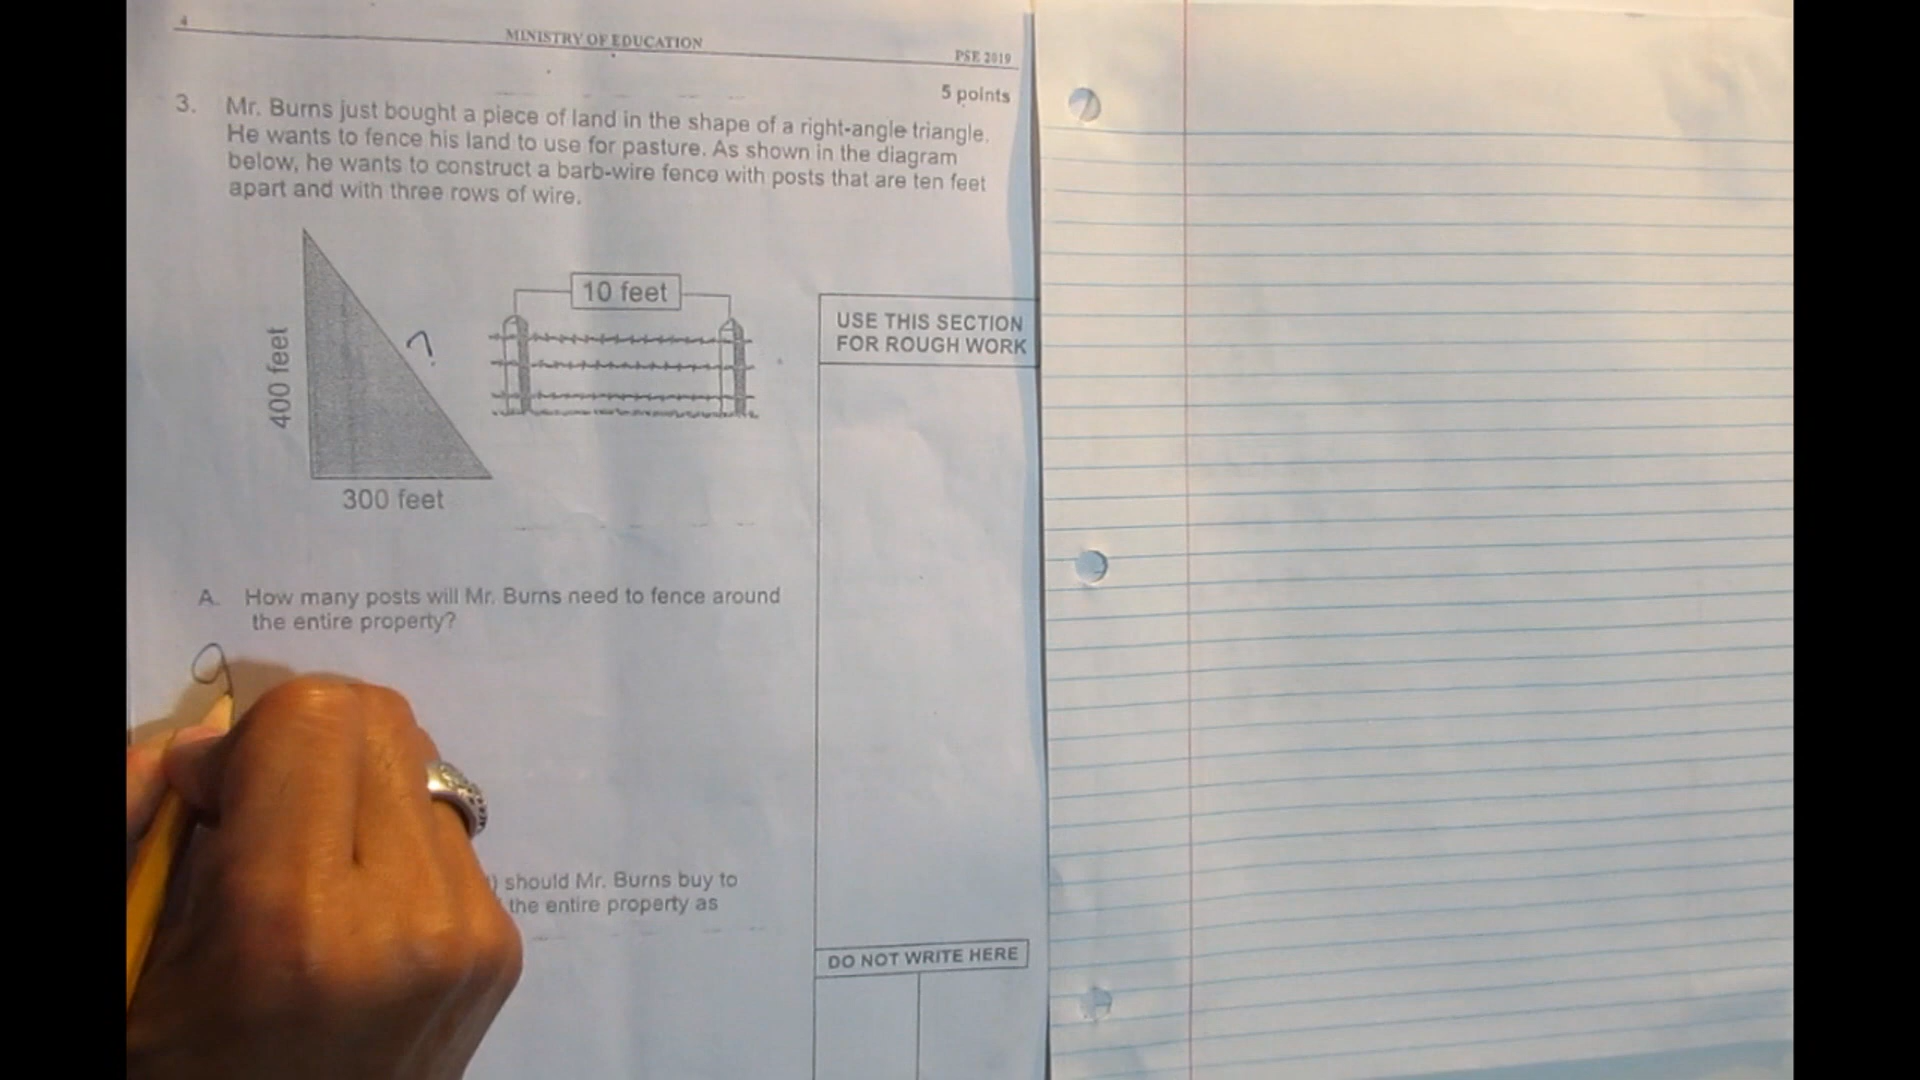 4
MINISTRY OF EDUCATION
PSE 2019
5 points
3. Mr. Burns just bought a piece of land in the shape of a right-angle triangle.
He wants to fence his land to use for pasture. As shown in the diagram
below, he wants to construct a barb-wire fence with posts that are ten feet
apart and with three rows of wire.
10 feet
400 feet
?
300 feet
USE THIS SECTION
FOR ROUGH WORK
A. How many posts will Mr. Burns need to fence around
the entire property?
) should Mr. Burns buy to
the entire property as
DO NOT WRITE HERE